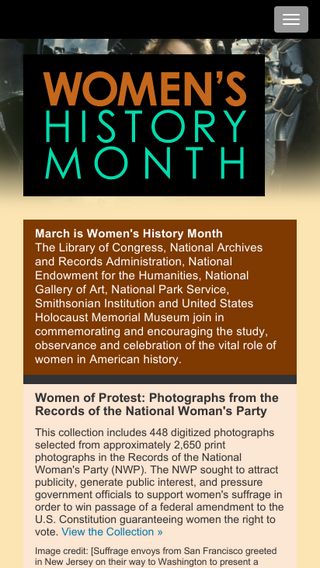 WOMEN'S
HISTORY
MONTH
March is Women's History Month
The Library of Congress, National Archives
and Records Administration, National
Endowment for the Humanities, National
Gallery of Art, National Park Service,
Smithsonian Institution and United States
Holocaust Memorial Museum join in
commemorating and encouraging the study,
observance and celebration of the vital role of
women in American history.
Women of Protest: Photographs from the
Records of the National Woman's Party
This collection includes 448 digitized photographs
selected from approximately 2,650 print
photographs in the Records of the National
Woman's Party (NWP). The NWP sought to attract
publicity, generate public interest, and pressure
government officials to support women's suffrage in
order to win passage of a federal amendment to the
U.S. Constitution guaranteeing women the right to
vote. View the Collection »
Image credit: [Suffrage envoys from San Francisco greeted
in New Jersey on their way to Washington to present a